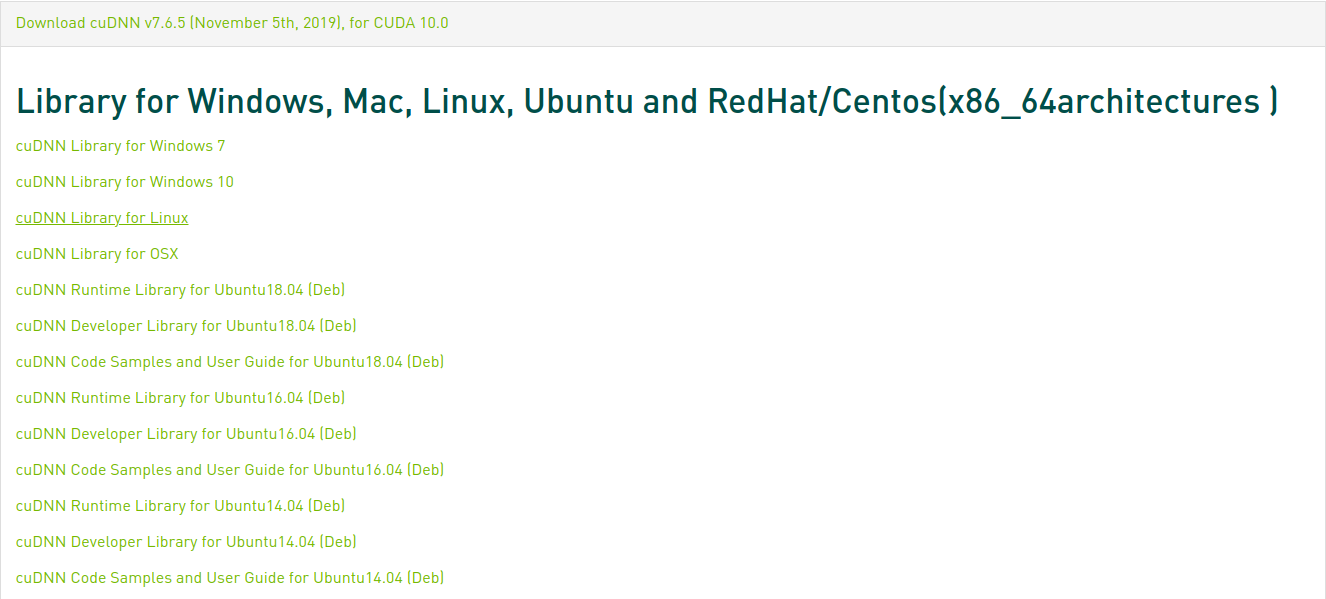 Download cuDNN v7.6.5 (November 5th, 2019), for CUDA 10.0
Library for Windows, Mac, Linux, Ubuntu and RedHat/Centos(x86_64architectures )
cuDNN Library for Windows 7
cuDNN Library for Windows 10
cuDNN Library for Linux
cuDNN Library for OSX
cuDNN Runtime Library for Ubuntu18.04 (Deb)
cuDNN Developer Library for Ubuntu18.04 (Deb)
cuDNN Code Samples and User Guide for Ubuntu18.04 (Deb)
cuDNN Runtime Library for Ubuntu16.04 (Deb)
cuDNN Developer Library for Ubuntu16.04 (Deb)
cuDNN Code Samples and User Guide for Ubuntu16.04 (Deb)
cuDNN Runtime Library for Ubuntu14.04 (Deb)
cuDNN Developer Library for Ubuntu14.04 (Deb)
cuDNN Code Samples and User Guide for Ubuntu14.04 (Deb)